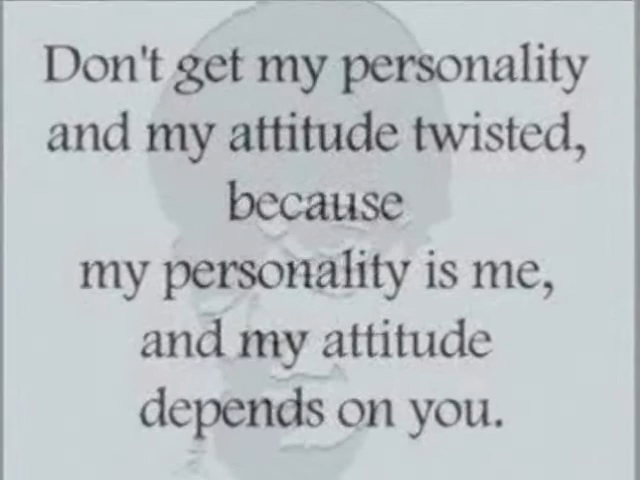 Don't get my personality
and my attitude twisted,
because
my personality is me,
and my attitude
depends on you.